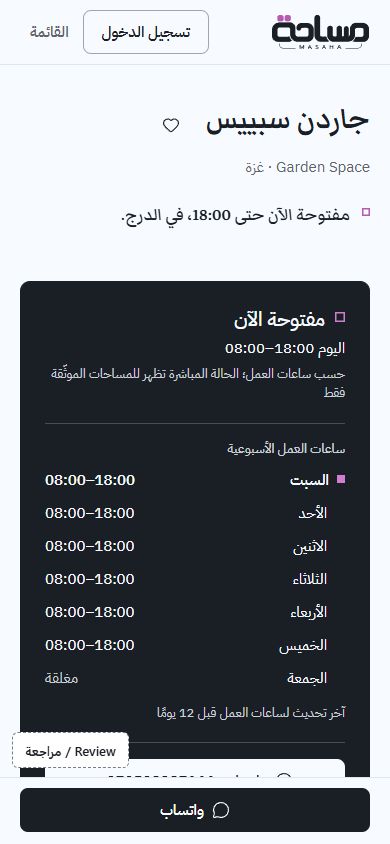 مساحة
MASAHA
تسجيل الدخول
القائمة
جاردن سبييس
Garden Space · غزة
مفتوحة الآن حتى 18:00، في الدرج.
مفتوحة الآن
اليوم 08:00–18:00
حسب ساعات العمل؛ الحالة المباشرة تظهر للمساحات الموثّقة
فقط
ساعات العمل الأسبوعية
السبت 08:00–18:00
الأحد 08:00–18:00
الاثنين 08:00–18:00
الثلاثاء 08:00–18:00
الأربعاء 08:00–18:00
الخميس 08:00–18:00
الجمعة مغلقة
آخر تحديث لساعات العمل قبل 12 يومًا
Review / مراجعة
واتساب